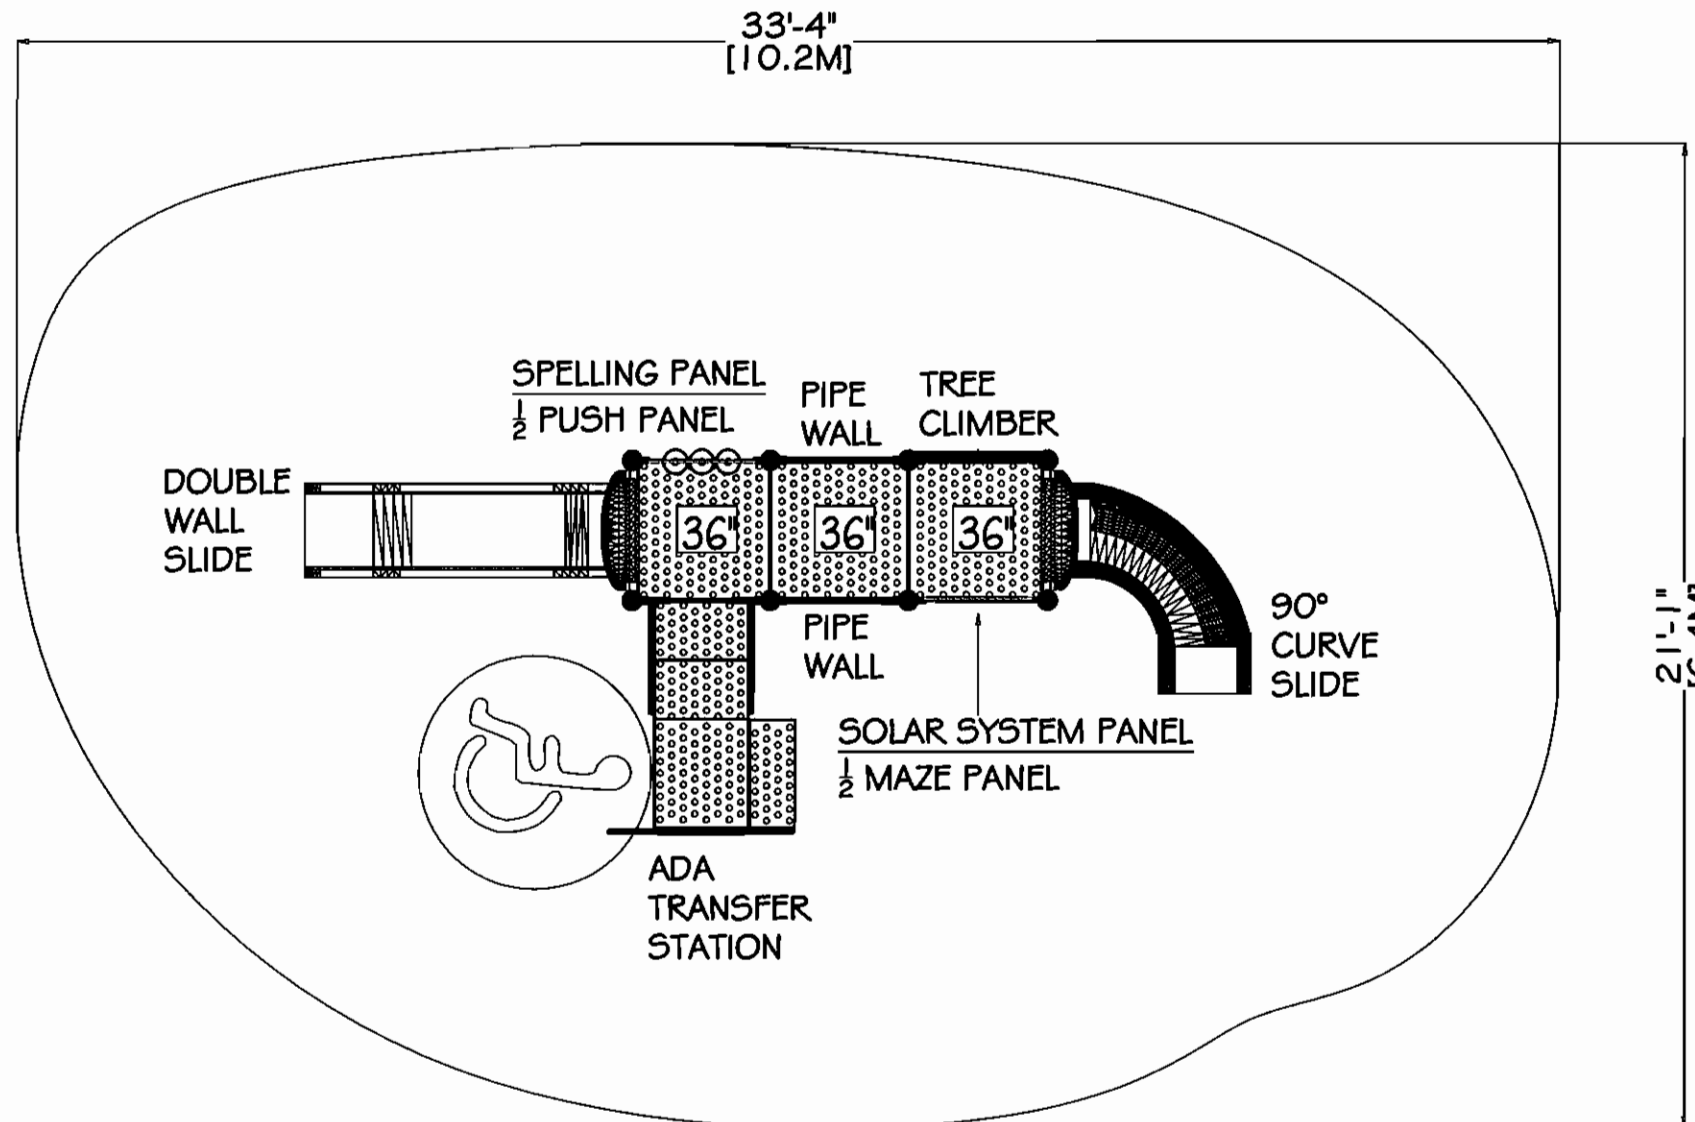 33'-4"
[10.2M]
SPELLING PANEL
½ PUSH PANEL
PIPE
WALL
TREE
CLIMBER
DOUBLE
WALL
SLIDE
36"
36"
36"
PIPE
WALL
90°
CURVE
SLIDE
21'-1"
SOLAR SYSTEM PANEL
½ MAZE PANEL
ADA
TRANSFER
STATION